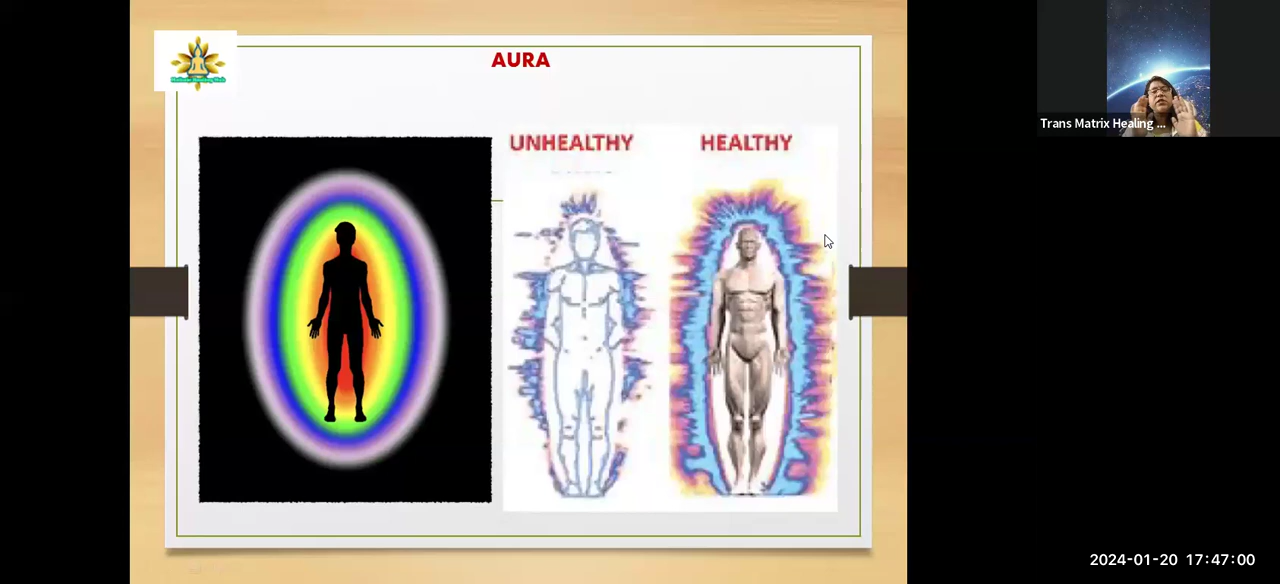 AURA
UNHEALTHY
HEALTHY
Trans Matrix Healing ...
2024-01-20 17:47:00